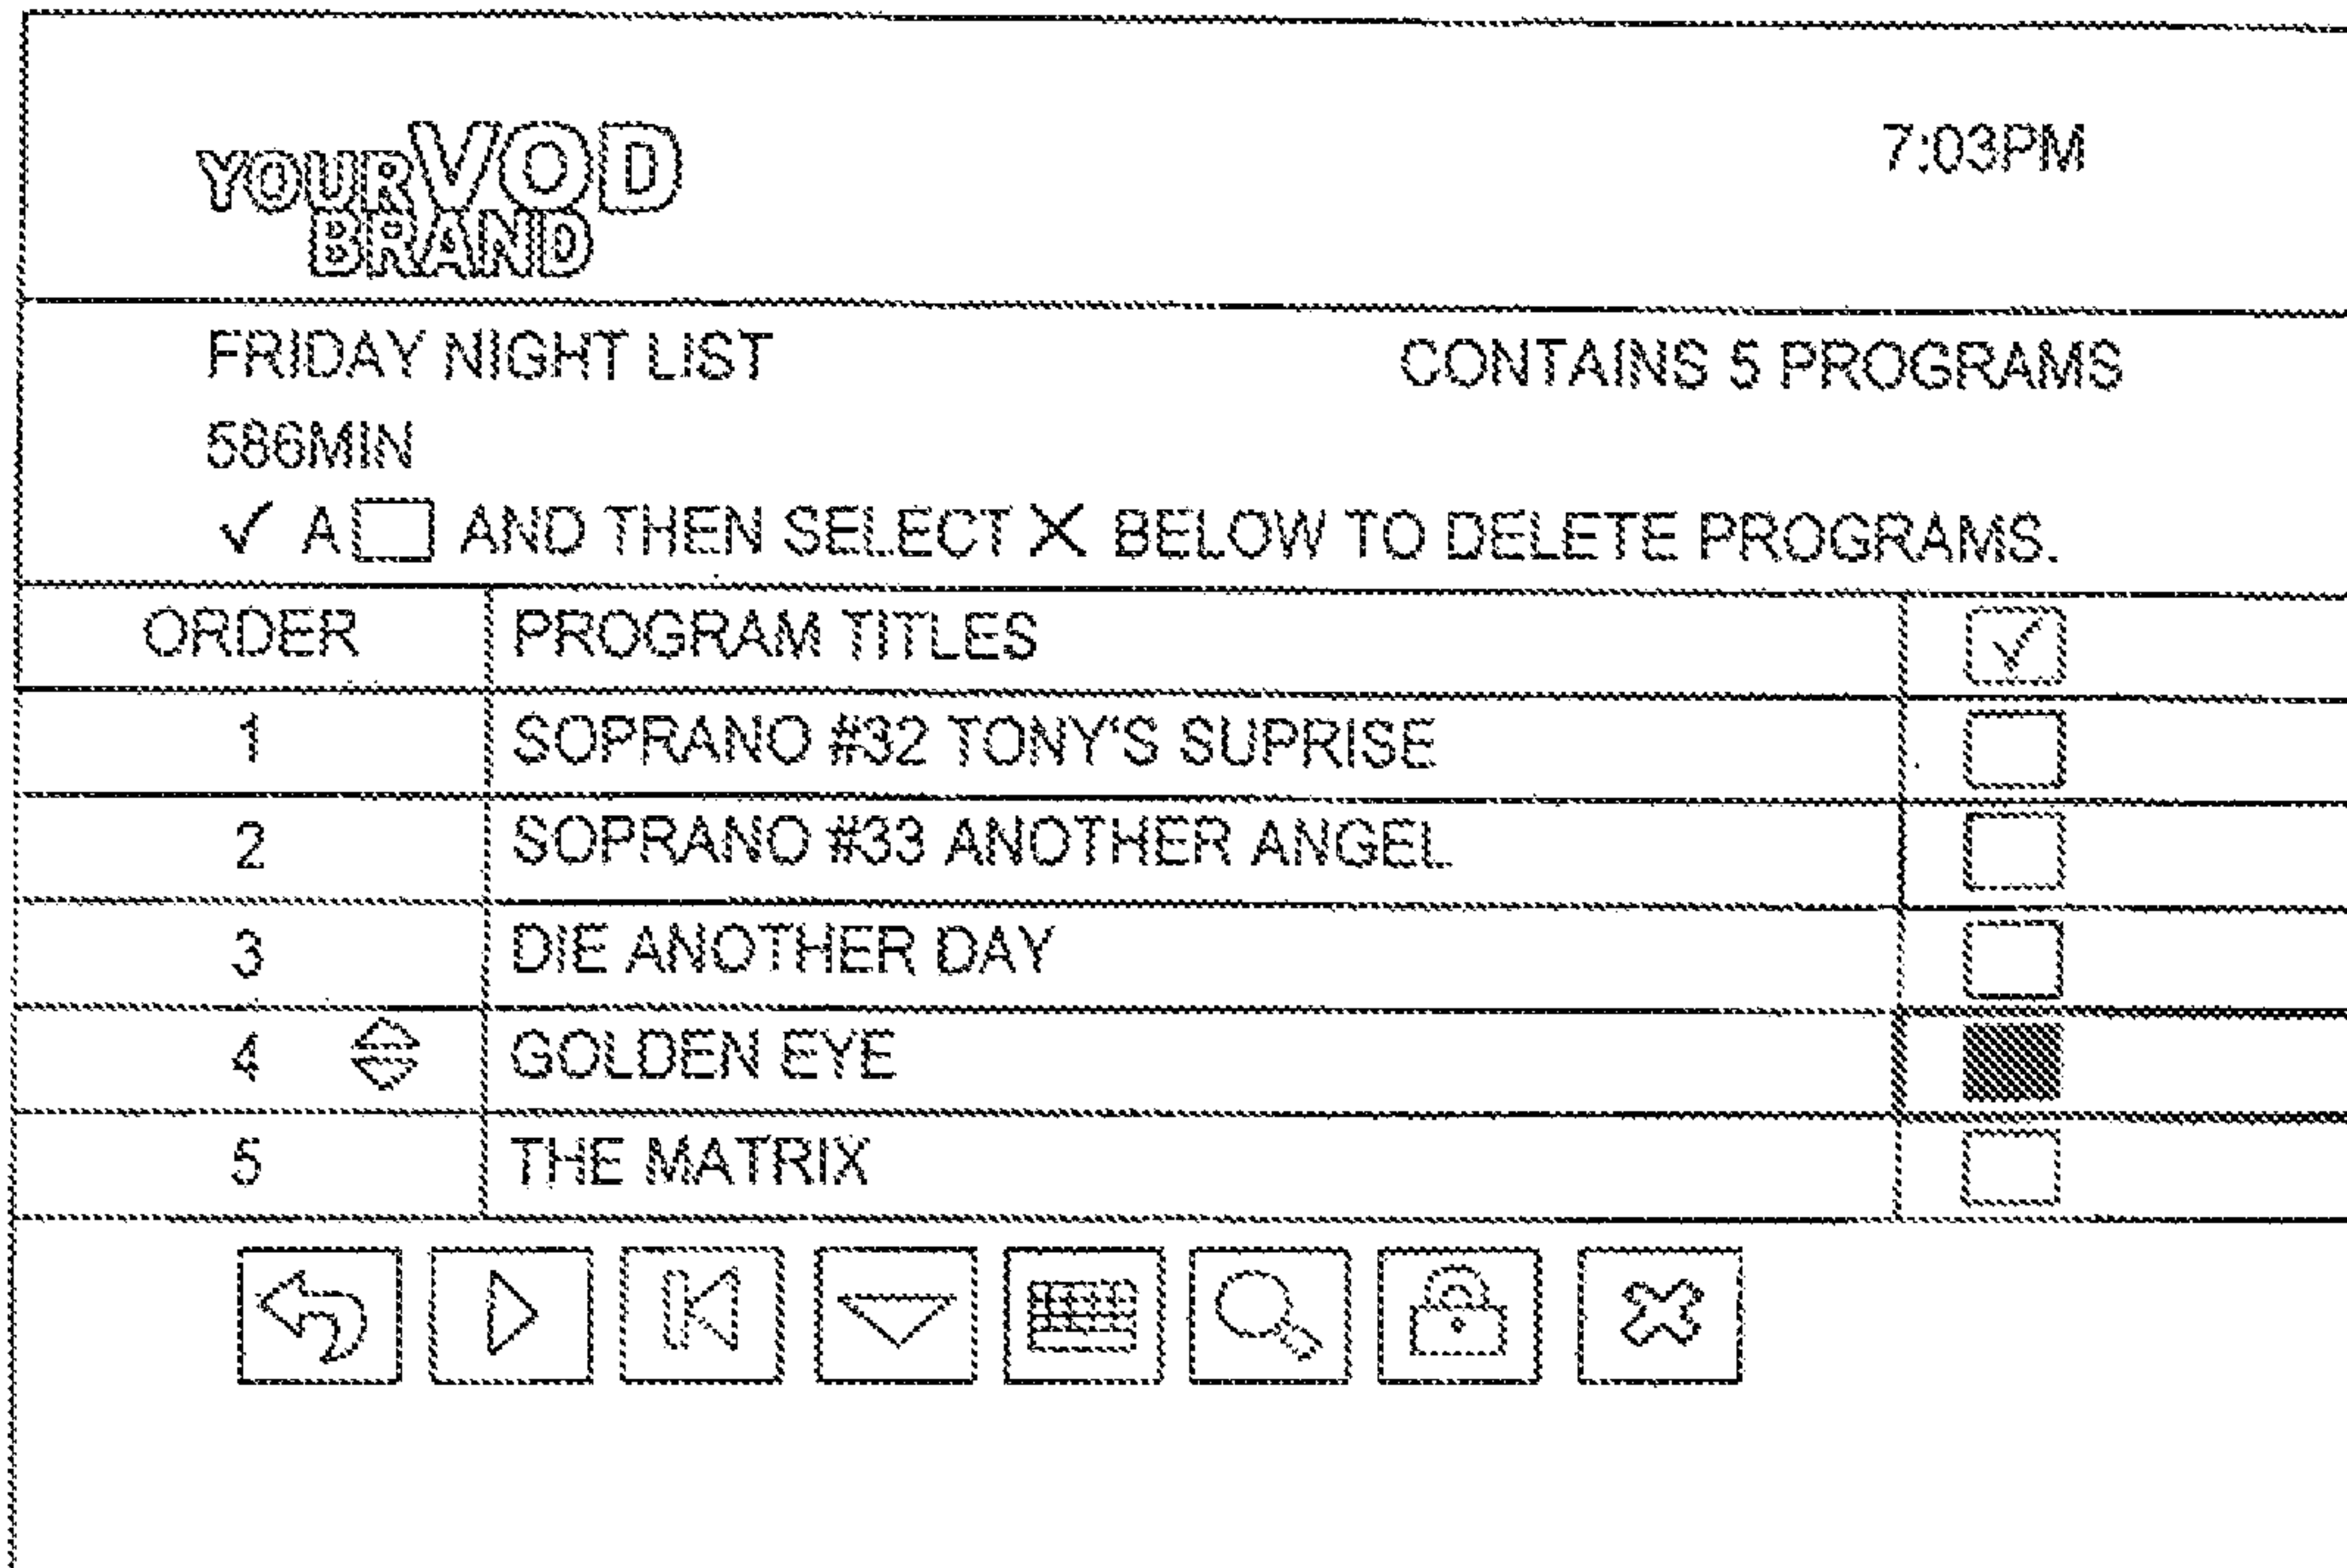 YOUR VOD
BRAND
7:03PM
FRIDAY NIGHT LIST
CONTAINS 5 PROGRAMS
586MIN
✓ A □ AND THEN SELECT X BELOW TO DELETE PROGRAMS.
ORDER PROGRAM TITLES ✓
1 SOPRANO #32 TONY'S SUPRISE
2 SOPRANO #33 ANOTHER ANGEL
3 DIE ANOTHER DAY
4 GOLDEN EYE
5 THE MATRIX